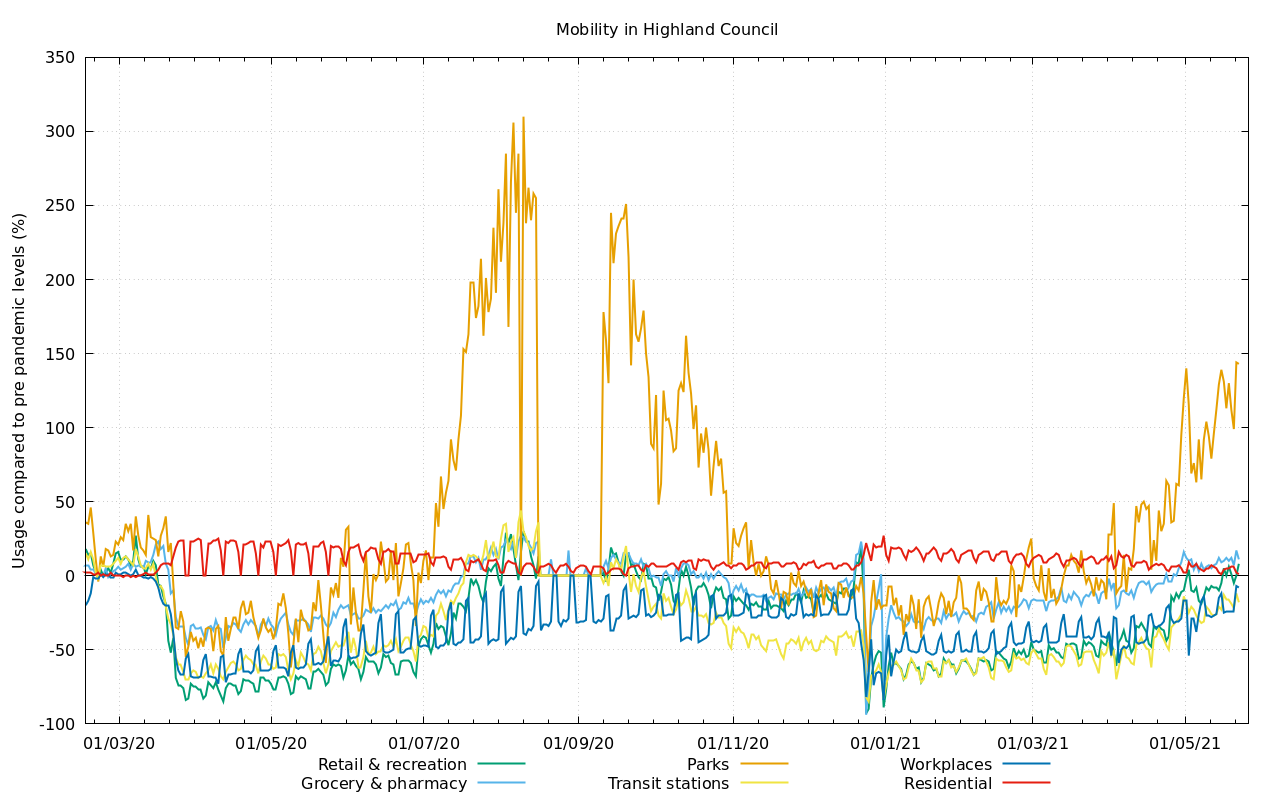 Mobility in Highland Council
Usage compared to pre pandemic levels (%)
350
300
250
200
150
100
50
0
-50
-100
01/03/20 01/05/20 01/07/20 01/09/20 01/11/20 01/01/21 01/03/21 01/05/21
Retail & recreation Parks Workplaces
Grocery & pharmacy Transit stations Residential